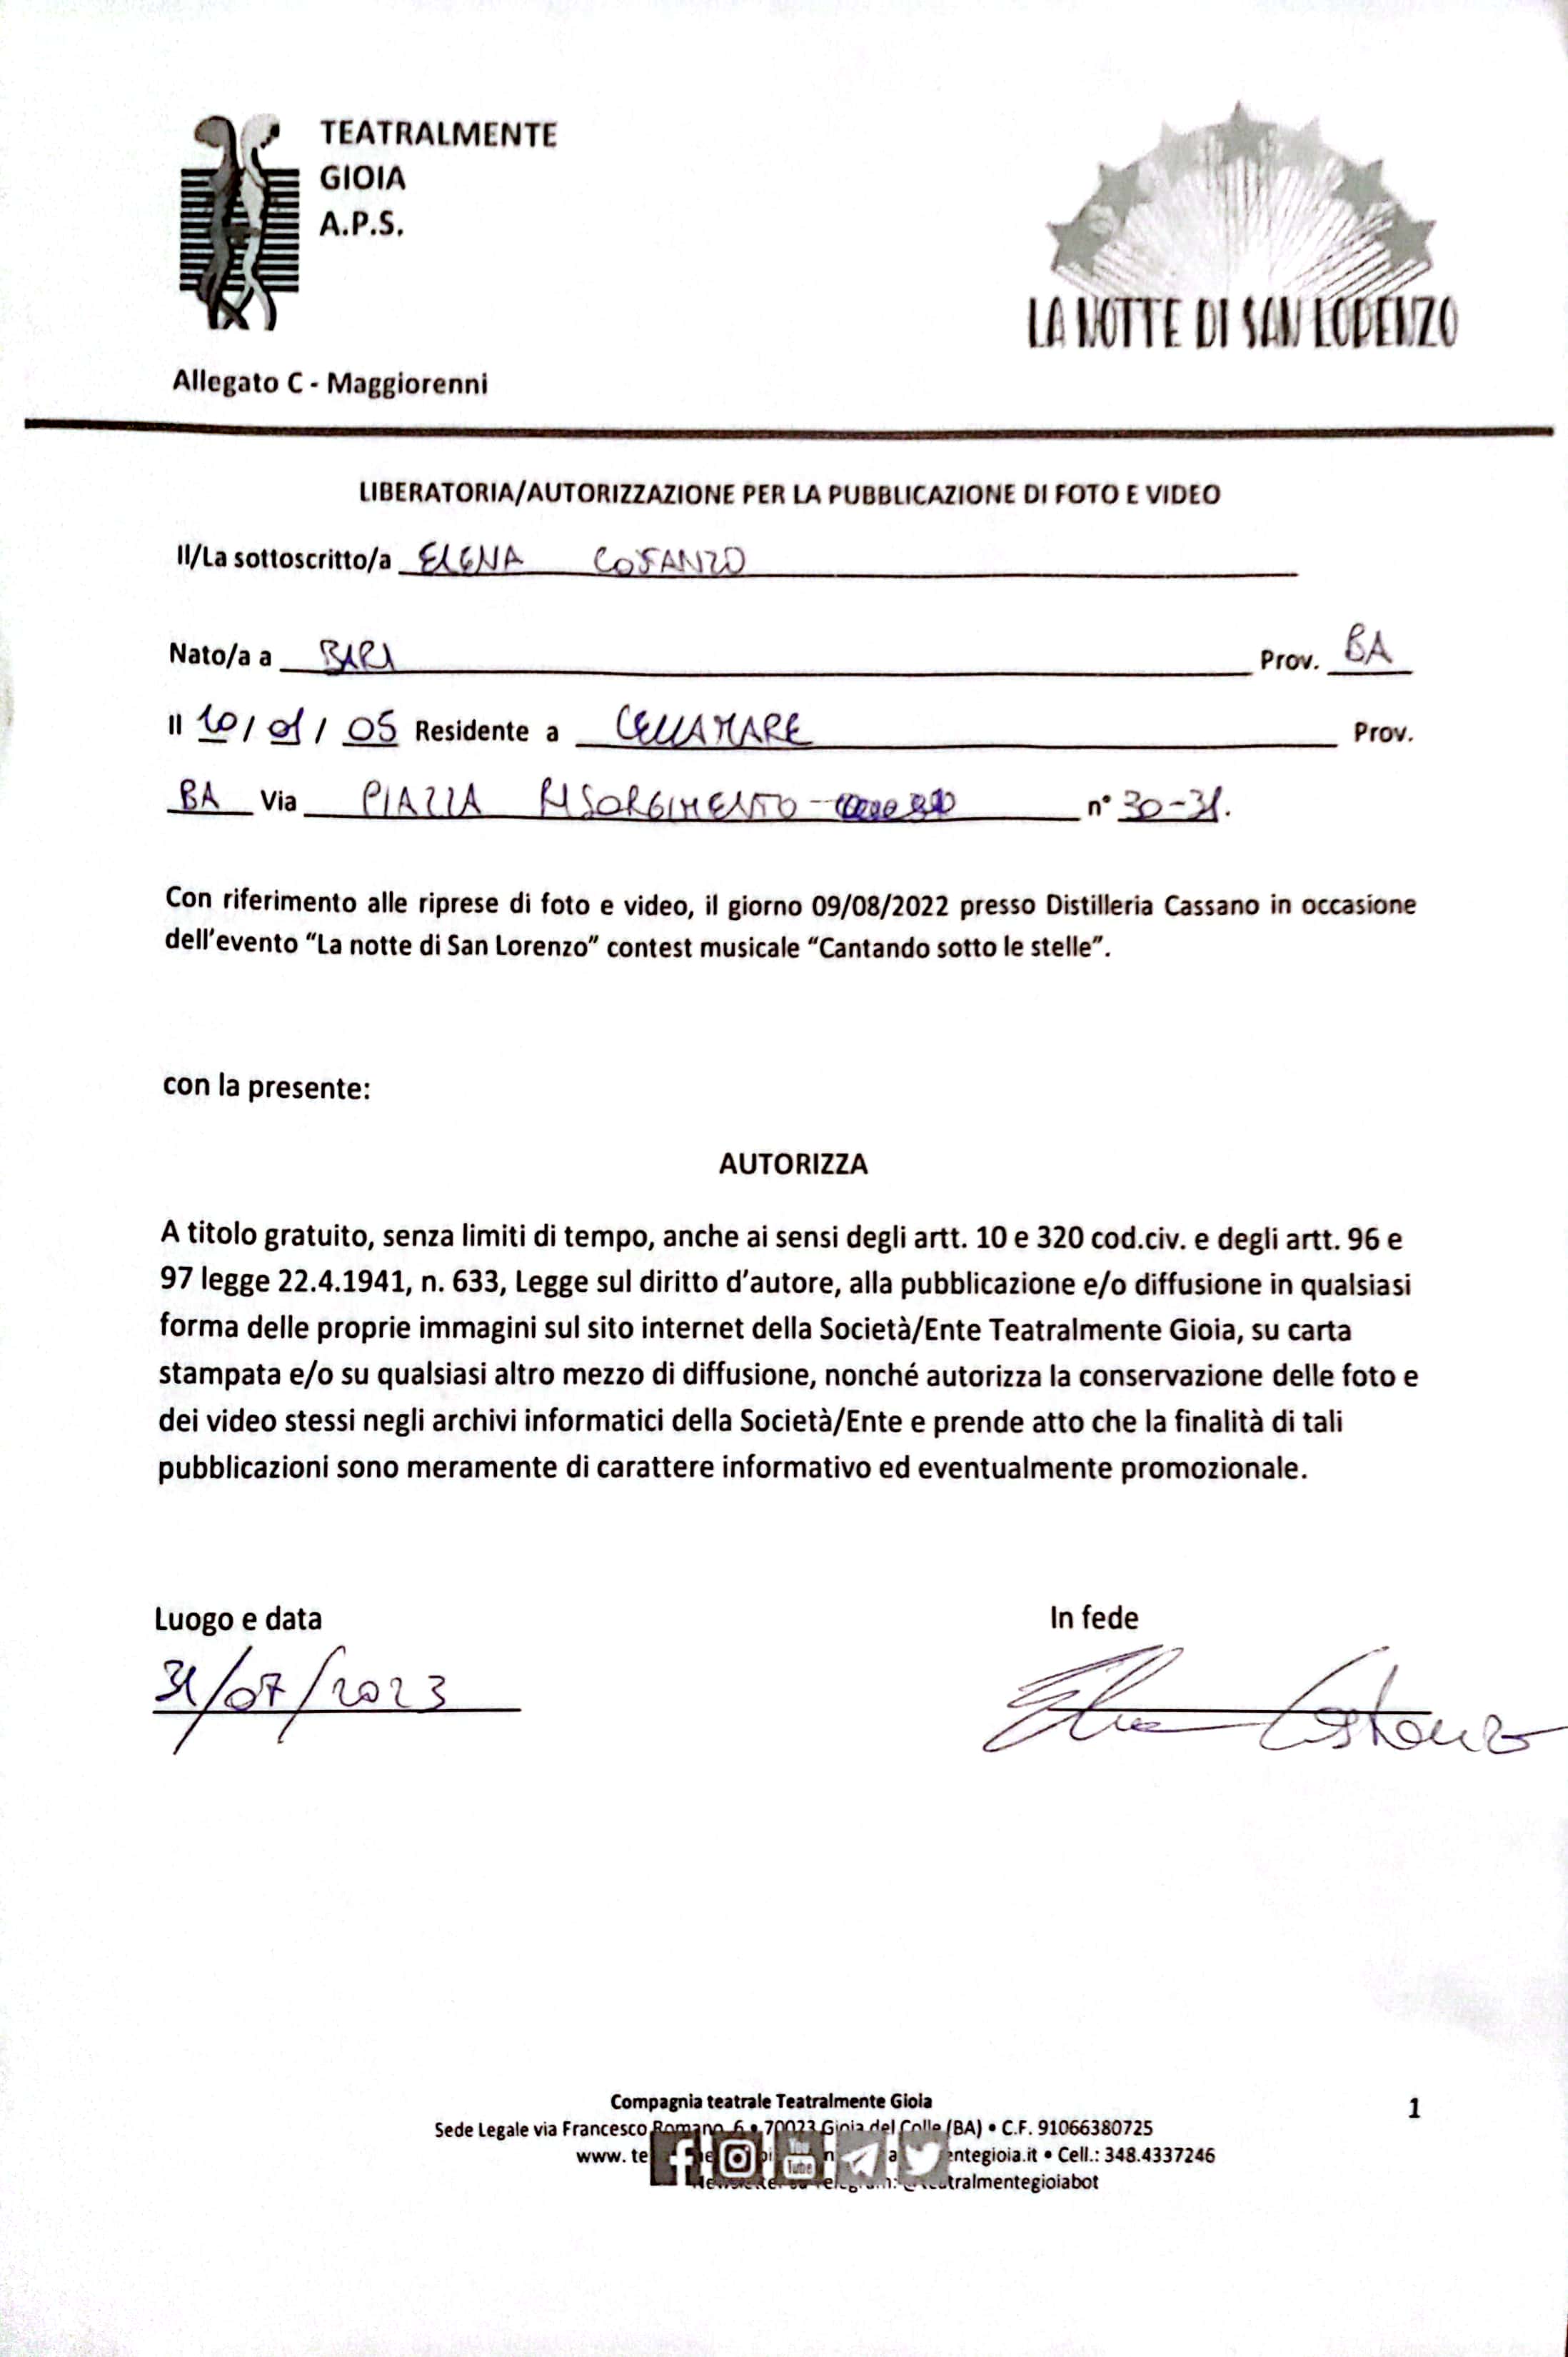 TEATRALMENTE
GIOIA
A.P.S.
LA NOTTE DI SAN LORENZO
Allegato C - Maggiorenni
LIBERATORIA/AUTORIZZAZIONE PER LA PUBBLICAZIONE DI FOTO E VIDEO
Il/La sottoscritto/a ELENA COSTANZO
Nato/a a BARI Prov. BA
Il 10/01/05 Residente a CELLAMARE Prov.
BA Via PIAZZA RISORGIMENTO - n° 30-31.
Con riferimento alle riprese di foto e video, il giorno 09/08/2022 presso Distilleria Cassano in occasione
dell'evento “La notte di San Lorenzo” contest musicale “Cantando sotto le stelle”.
con la presente:
AUTORIZZA
A titolo gratuito, senza limiti di tempo, anche ai sensi degli artt. 10 e 320 cod.civ. e degli artt. 96 e
97 legge 22.4.1941, n. 633, Legge sul diritto d'autore, alla pubblicazione e/o diffusione in qualsiasi
forma delle proprie immagini sul sito internet della Società/Ente Teatralmente Gioia, su carta
stampata e/o su qualsiasi altro mezzo di diffusione, nonché autorizza la conservazione delle foto e
dei video stessi negli archivi informatici della Società/Ente e prende atto che la finalità di tali
pubblicazioni sono meramente di carattere informativo ed eventualmente promozionale.
Luogo e data In fede
31/07/2023 Elena Costanzo
Compagnia teatrale Teatralmente Gioia
1
Sede Legale via Francesco Romano, 6 • 70023 Gioia del Colle (BA) • C.F. 91066380725
www. te entegioia.it • Cell.: 348.4337246
You Tube
tralmentegioiabot